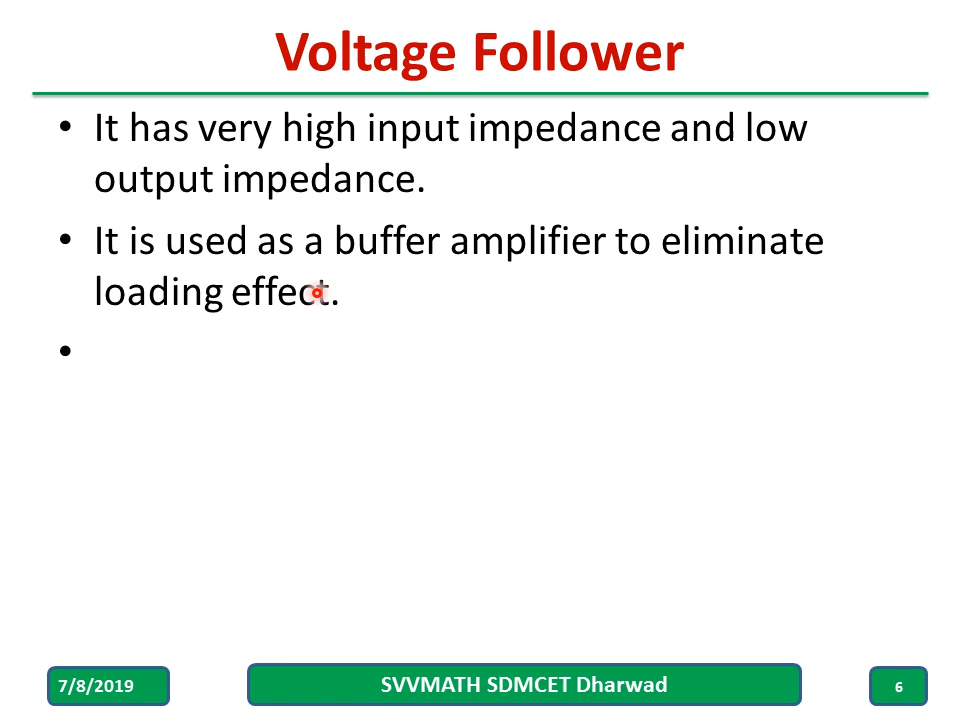 Voltage Follower
• It has very high input impedance and low
output impedance.
• It is used as a buffer amplifier to eliminate
loading effect.
•
7/8/2019
SVVMATH SDMCET Dharwad
6